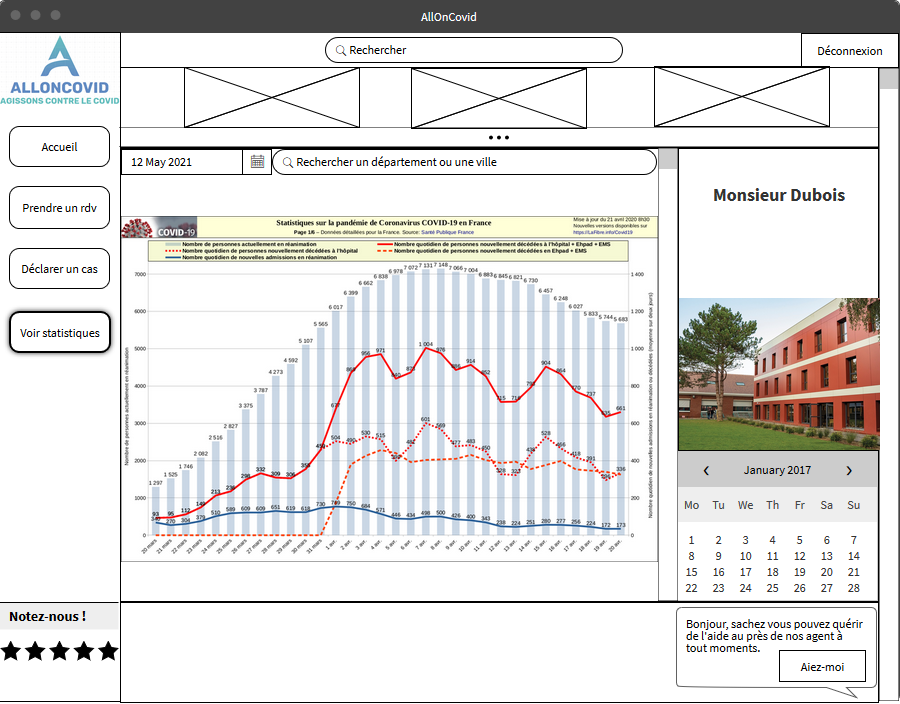 AllOnCovid
Rechercher
Déconnexion
ALLONCOVID
AGISSONS CONTRE LE COVID
Accueil
Prendre un rdv
Déclarer un cas
Voir statistiques
Notez-nous !
12 May 2021
Rechercher un département ou une ville
COVID-19
Statistiques sur la pandémie de Coronavirus COVID-19 en France
Page 1/6 – Données détaillées pour la France. Source: Santé Publique France
Mise à jour du 21 avril 2020 8h30
Nouvelles versions disponibles sur
https://LaFibre.info/Covid19
Nombre de personnes actuellement en réanimation
Nombre quotidien de personnes nouvellement décédées à l'hôpital + Ehpad + EMS
Nombre quotidien de personnes nouvellement décédées à l'hôpital
Nombre quotidien de personnes nouvellement décédées en Ehpad + EMS
Nombre quotidien de nouvelles admissions en réanimation
Nombre de personnes actuellement en réanimation
7000
6000
5000
4000
3000
2000
1000
0
1 400
1 200
1 000
800
600
400
200
0
Nombre quotidien de nouvelles admissions en réanimation ou décédées (moyenne sur deux jours)
1 297 1 525 1 746 2 082 2 516 2 827 3 375 3 787 4 273 4 592 5 107 5 565 6 017 6 399 6 662 6 838 6 978 7 072 7 131 7 148 7 066 7 004 6 883 6 845 6 821 6 730 6 457 6 248 6 027 5 833 5 744 5 683
20 mars 21 mars 22 mars 23 mars 24 mars 25 mars 26 mars 27 mars 28 mars 29 mars 30 mars 31 mars 1 avr. 2 avr. 3 avr. 4 avr. 5 avr. 6 avr. 7 avr. 8 avr. 9 avr. 10 avr. 11 avr. 12 avr. 13 avr. 14 avr. 15 avr. 16 avr. 17 avr. 18 avr. 19 avr. 20 avr.
Monsieur Dubois
January 2017
Mo Tu We Th Fr Sa Su
1 2 3 4 5 6 7
8 9 10 11 12 13 14
15 16 17 18 19 20 21
22 23 24 25 26 27 28
Bonjour, sachez vous pouvez quérir
de l'aide au près de nos agent à
tout moments.
Aiez-moi